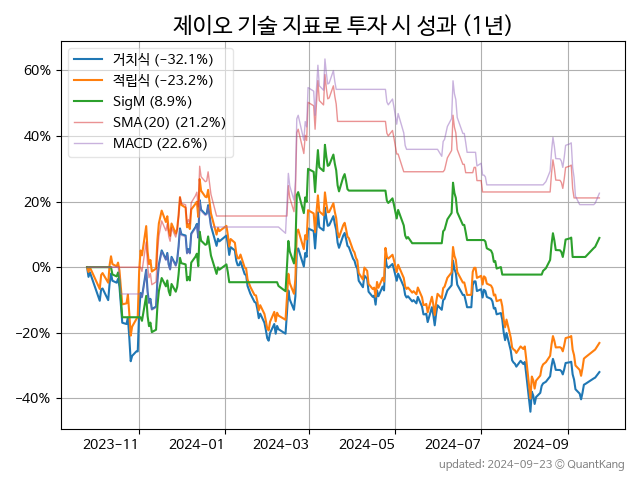 제이오 기술 지표로 투자 시 성과 (1년)
거치식 (-32.1%)
적립식 (-23.2%)
SigM (8.9%)
SMA(20) (21.2%)
MACD (22.6%)
60%
40%
20%
0%
-20%
-40%
2023-11 2024-01 2024-03 2024-05 2024-07 2024-09
updated: 2024-09-23 © QuantKang